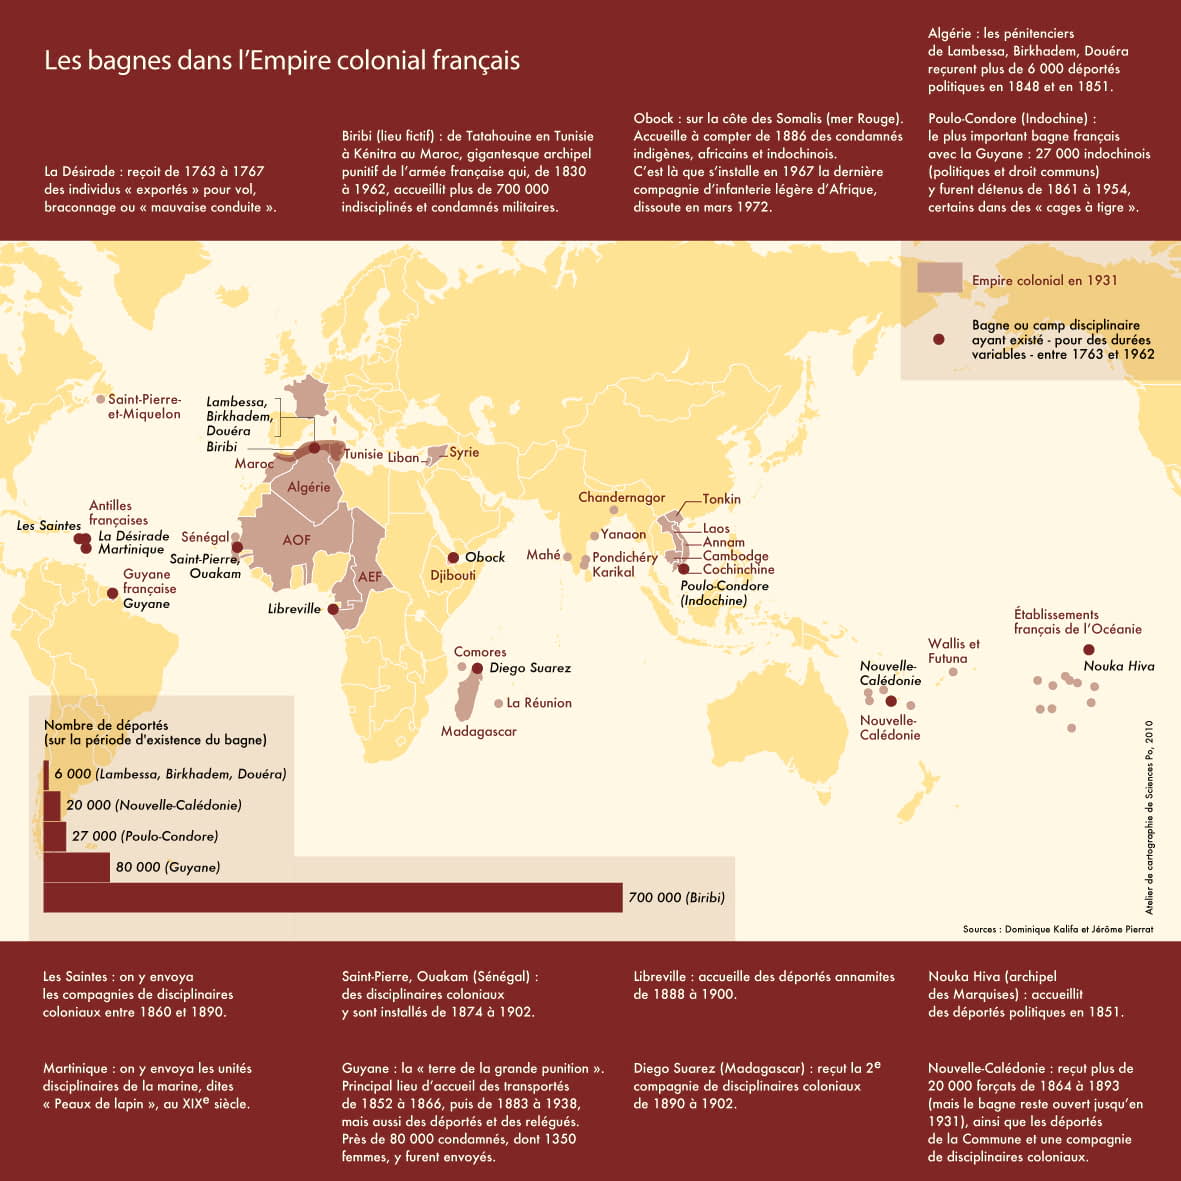 Les bagnes dans l’Empire colonial français
La Désirade : reçoit de 1763 à 1767
des individus « exportés » pour vol,
braconnage ou « mauvaise conduite ».
Biribi (lieu fictif) : de Tatahouine en Tunisie
à Kénitra au Maroc, gigantesque archipel
punitif de l’armée française qui, de 1830
à 1962, accueillit plus de 700 000
indisciplinés et condamnés militaires.
Obock : sur la côte des Somalis (mer Rouge).
Accueille à compter de 1886 des condamnés
indigènes, africains et indochinois.
C’est là que s’installe en 1967 la dernière
compagnie d’infanterie légère d’Afrique,
dissoute en mars 1972.
Algérie : les pénitenciers
de Lambessa, Birkhadem, Douéra
reçurent plus de 6 000 déportés
politiques en 1848 et en 1851.
Poulo-Condore (Indochine) :
le plus important bagne français
avec la Guyane : 27 000 indochinois
(politiques et droit communs)
y furent détenus de 1861 à 1954,
certains dans des « cages à tigre ».
Empire colonial en 1931
Bagne ou camp disciplinaire
ayant existé - pour des durées
variables - entre 1763 et 1962
Saint-Pierre-
et-Miquelon
Lambessa,
Birkhadem,
Douéra
Biribi
Maroc
Tunisie
Liban
Syrie
Algérie
Antilles
françaises
Les Saintes
La Désirade
Martinique
Guyane
française
Guyane
Sénégal
Saint-Pierre,
Ouakam
AOF
AEF
Libreville
Obock
Djibouti
Chandernagor
Yanaon
Mahé
Pondichéry
Karikal
Tonkin
Laos
Annam
Cambodge
Cochinchine
Poulo-Condore
(Indochine)
Comores
Diego Suarez
La Réunion
Madagascar
Nouvelle-
Calédonie
Nouvelle-
Calédonie
Wallis et
Futuna
Établissements
français de l’Océanie
Nouka Hiva
Nombre de déportés
(sur la période d'existence du bagne)
6 000 (Lambessa, Birkhadem, Douéra)
20 000 (Nouvelle-Calédonie)
27 000 (Poulo-Condore)
80 000 (Guyane)
700 000 (Biribi)
Atelier de cartographie de Sciences Po, 2010
Sources : Dominique Kalifa et Jérôme Pierrat
Les Saintes : on y envoya
les compagnies de disciplinaires
coloniaux entre 1860 et 1890.
Saint-Pierre, Ouakam (Sénégal) :
des disciplinaires coloniaux
y sont installés de 1874 à 1902.
Libreville : accueille des déportés annamites
de 1888 à 1900.
Nouka Hiva (archipel
des Marquises) : accueillit
des déportés politiques en 1851.
Martinique : on y envoya les unités
disciplinaires de la marine, dites
« Peaux de lapin », au XIXe siècle.
Guyane : la « terre de la grande punition ».
Principal lieu d’accueil des transportés
de 1852 à 1866, puis de 1883 à 1938,
mais aussi des déportés et des relégués.
Près de 80 000 condamnés, dont 1350
femmes, y furent envoyés.
Diego Suarez (Madagascar) : reçut la 2e
compagnie de disciplinaires coloniaux
de 1890 à 1902.
Nouvelle-Calédonie : reçut plus de
20 000 forçats de 1864 à 1893
(mais le bagne reste ouvert jusqu’en
1931), ainsi que les déportés
de la Commune et une compagnie
de disciplinaires coloniaux.